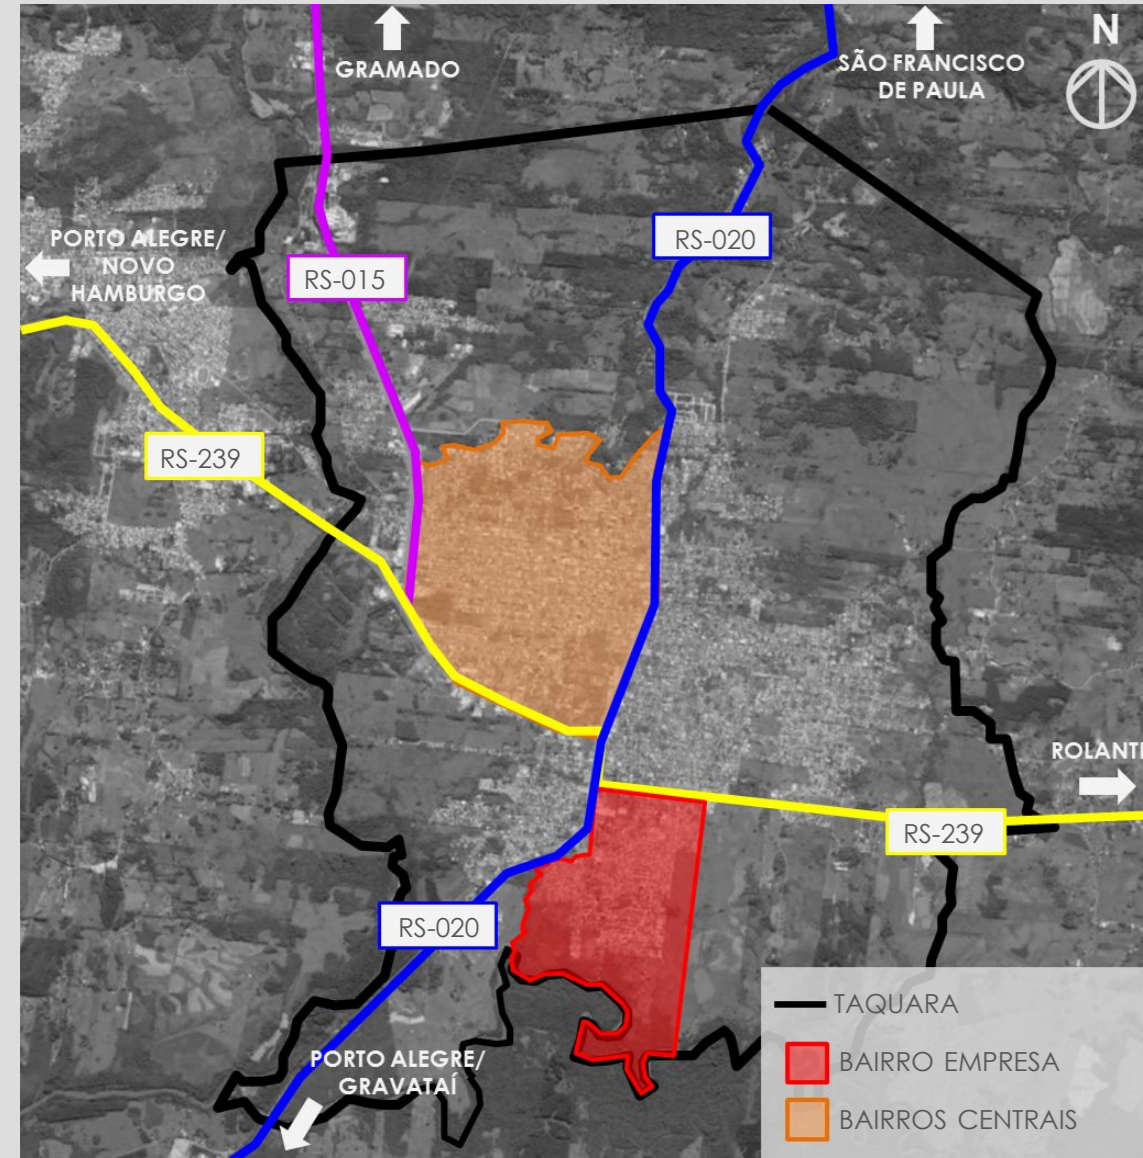 N
GRAMADO
SÃO FRANCISCO
DE PAULA
RS-020
PORTO ALEGRE/
NOVO
HAMBURGO
RS-015
RS-239
ROLANTE
RS-239
RS-020
TAQUARA
PORTO ALEGRE/
GRAVATAÍ
BAIRRO EMPRESA
BAIRROS CENTRAIS